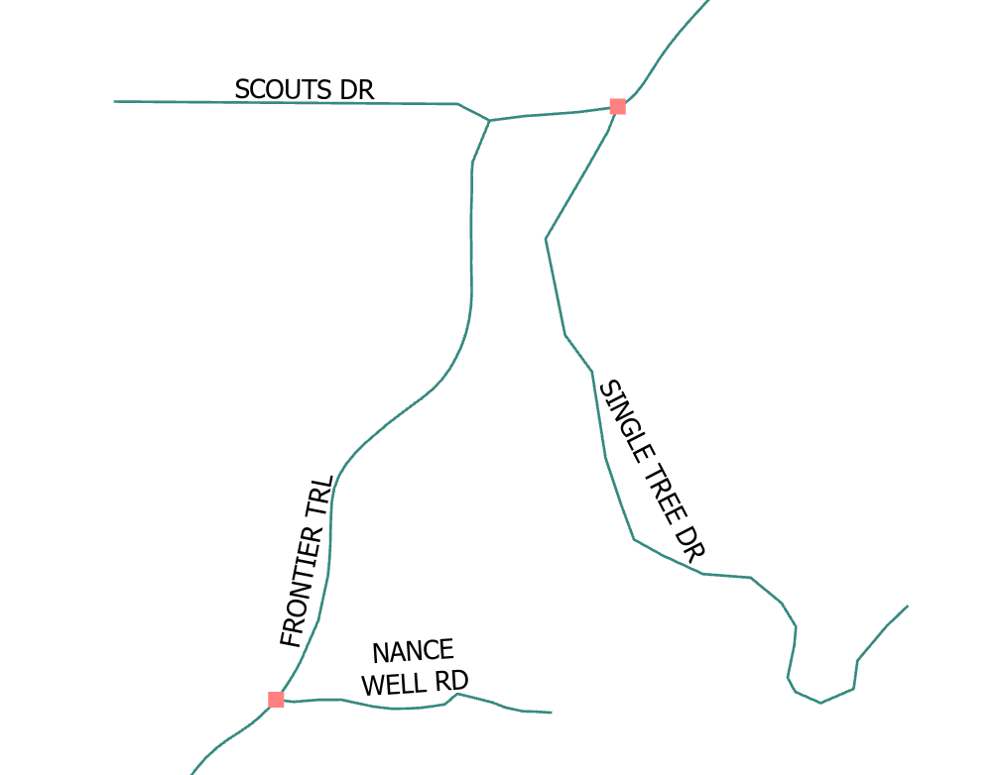 SCOUTS DR
SINGLE TREE DR
FRONTIER TRL
NANCE
WELL RD